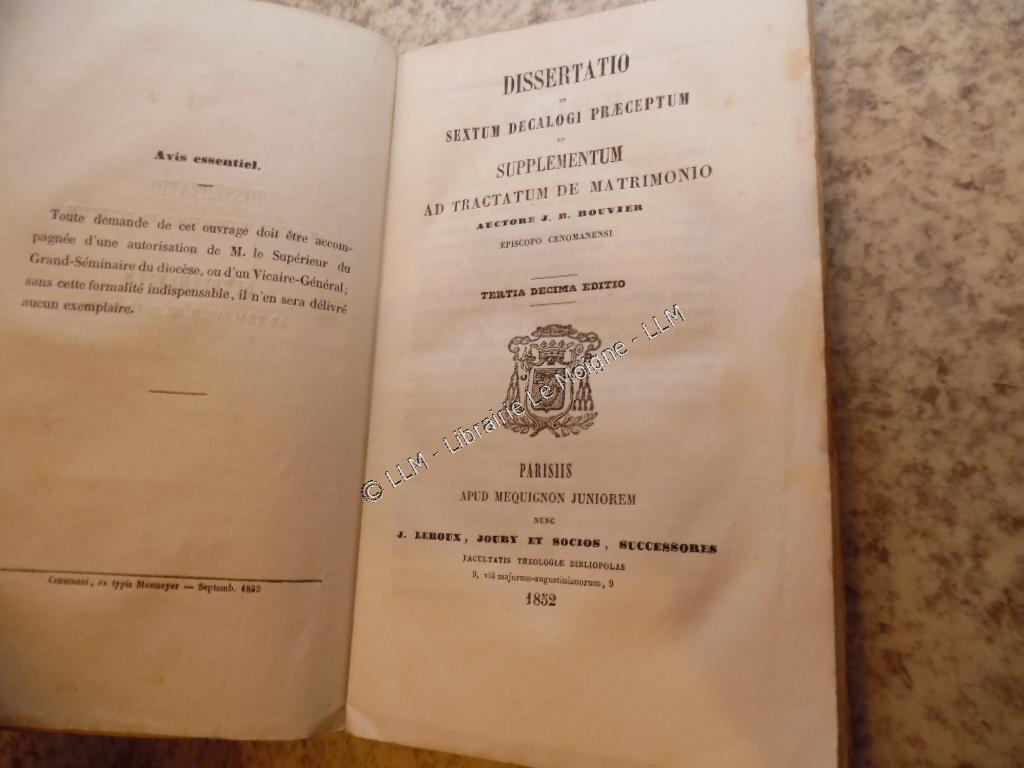 Avis essentiel.
Toute demande de cet ouvrage doit être accom-
pagnée d'une autorisation de M. le Supérieur du
Grand-Séminaire du diocèse, ou d'un Vicaire-Général;
sans cette formalité indispensable, il n'en sera délivré
aucun exemplaire.
Cenomani, ex typis Monnoyer — Septemb. 1852
DISSERTATIO
IN
SEXTUM DECALOGI PRÆCEPTUM
ET
SUPPLEMENTUM
AD TRACTATUM DE MATRIMONIO
AUCTORE J. B. BOUVIER
EPISCOPO CENOMANENSI
TERTIA DECIMA EDITIO
PARISIIS
APUD MEQUIGNON JUNIOREM
NUNC
J. LEROUX, JOUBY ET SOCIOS, SUCCESSORES
FACULTATIS THEOLOGIÆ BIBLIOPOLAS
9, viâ majorum-augustinianorum, 9
1852
© LLM - Librairie Le Moigne - LLM